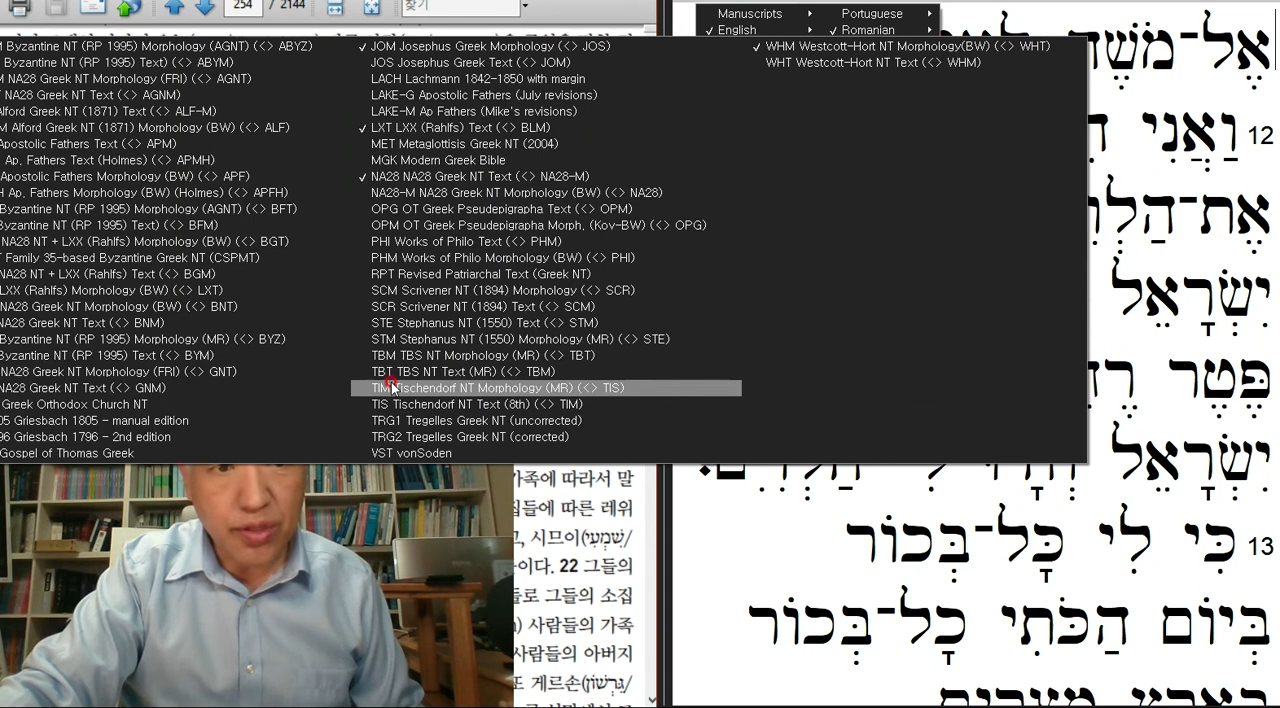 254 / 2144
찾기
Manuscripts
Portuguese
English
Romanian
M Byzantine NT (RP 1995) Morphology (AGNT) (<> ABYZ)
Byzantine NT (RP 1995) Text) (<> ABYM)
M NA28 Greek NT Morphology (FRI) (<> AGNT)
NA28 Greek NT Text (<> AGNM)
Alford Greek NT (1871) Text (<> ALF-M)
M Alford Greek NT (1871) Morphology (BW) (<> ALF)
Apostolic Fathers Text (<> APM)
Ap. Fathers Text (Holmes) (<> APMH)
Apostolic Fathers Morphology (BW) (<> APF)
H Ap. Fathers Morphology (BW) (Holmes) (<> APFH)
Byzantine NT (RP 1995) Morphology (AGNT) (<> BFT)
Byzantine NT (RP 1995) Text) (<> BFM)
NA28 NT + LXX (Rahlfs) Morphology (BW) (<> BGT)
Family 35-based Byzantine Greek NT (CSPMT)
NA28 NT + LXX (Rahlfs) Text (<> BGM)
LXX (Rahlfs) Morphology (BW) (<> LXT)
NA28 Greek NT Morphology (BW) (<> BNT)
NA28 Greek NT Text (<> BNM)
Byzantine NT (RP 1995) Morphology (MR) (<> BYZ)
Byzantine NT (RP 1995) Text (<> BYM)
NA28 Greek NT Morphology (FRI) (<> GNT)
NA28 Greek NT Text (<> GNM)
Greek Orthodox Church NT
05 Griesbach 1805 - manual edition
96 Griesbach 1796 - 2nd edition
Gospel of Thomas Greek
✓ JOM Josephus Greek Morphology (<> JOS)
JOS Josephus Greek Text (<> JOM)
LACH Lachmann 1842-1850 with margin
LAKE-G Apostolic Fathers (July revisions)
LAKE-M Ap Fathers (Mike's revisions)
✓ LXT LXX (Rahlfs) Text (<> BLM)
MET Metaglottisis Greek NT (2004)
MGK Modern Greek Bible
✓ NA28 NA28 Greek NT Text (<> NA28-M)
NA28-M NA28 Greek NT Morphology (BW) (<> NA28)
OPG OT Greek Pseudepigrapha Text (<> OPM)
OPM OT Greek Pseudepigrapha Morph. (Kov-BW) (<> OPG)
PHI Works of Philo Text (<> PHM)
PHM Works of Philo Morphology (BW) (<> PHI)
RPT Revised Patriarchal Text (Greek NT)
SCM Scrivener NT (1894) Morphology (<> SCR)
SCR Scrivener NT (1894) Text (<> SCM)
STE Stephanus NT (1550) Text (<> STM)
STM Stephanus NT (1550) Morphology (MR) (<> STE)
TBM TBS NT Morphology (MR) (<> TBT)
TBT TBS NT Text (MR) (<> TBM)
TIM Tischendorf NT Morphology (MR) (<> TIS)
TIS Tischendorf NT Text (8th) (<> TIM)
TRG1 Tregelles Greek NT (uncorrected)
TRG2 Tregelles Greek NT (corrected)
VST vonSoden
✓ WHM Westcott-Hort NT Morphology(BW) (<> WHT)
WHT Westcott-Hort NT Text (<> WHM)
가족에 따라서 말
집들에 따른 레위
시므이(שִׁמְעִי/
이다. 22 그들의
들로 그들의 소집
) 사람들의 가족
사람들의 아버지
또 게르손(גֵּרְשׁוֹן/
אֶל־מֹשֶׁה
12 וַאֲנִי
אֶת־הַלְוִ
יִשְׂרָאֵל
פֶּטֶר
יִשְׂרָאֵל
13 כִּי לִי כָּל־בְּכוֹר
בְּיוֹם הַכֹּתִי כָל־בְּכוֹר